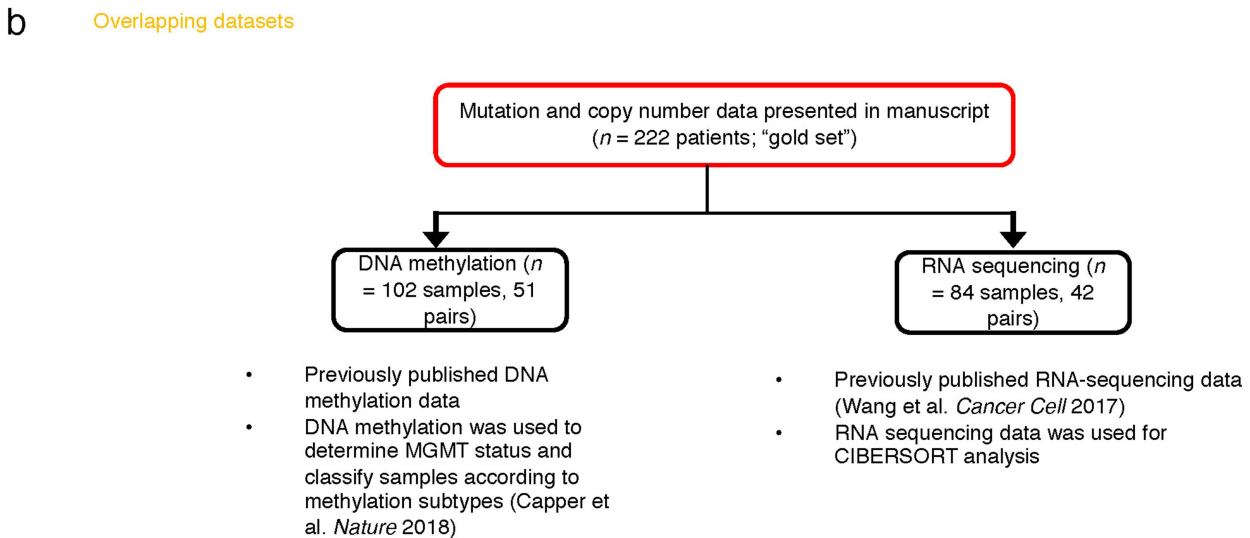 b
Overlapping datasets
Mutation and copy number data presented in manuscript
(n = 222 patients; “gold set”)
DNA methylation (n
= 102 samples, 51
pairs)
RNA sequencing (n
= 84 samples, 42
pairs)
• Previously published DNA
methylation data
• DNA methylation was used to
determine MGMT status and
classify samples according to
methylation subtypes (Capper et
al. Nature 2018)
• Previously published RNA-sequencing data
(Wang et al. Cancer Cell 2017)
• RNA sequencing data was used for
CIBERSORT analysis